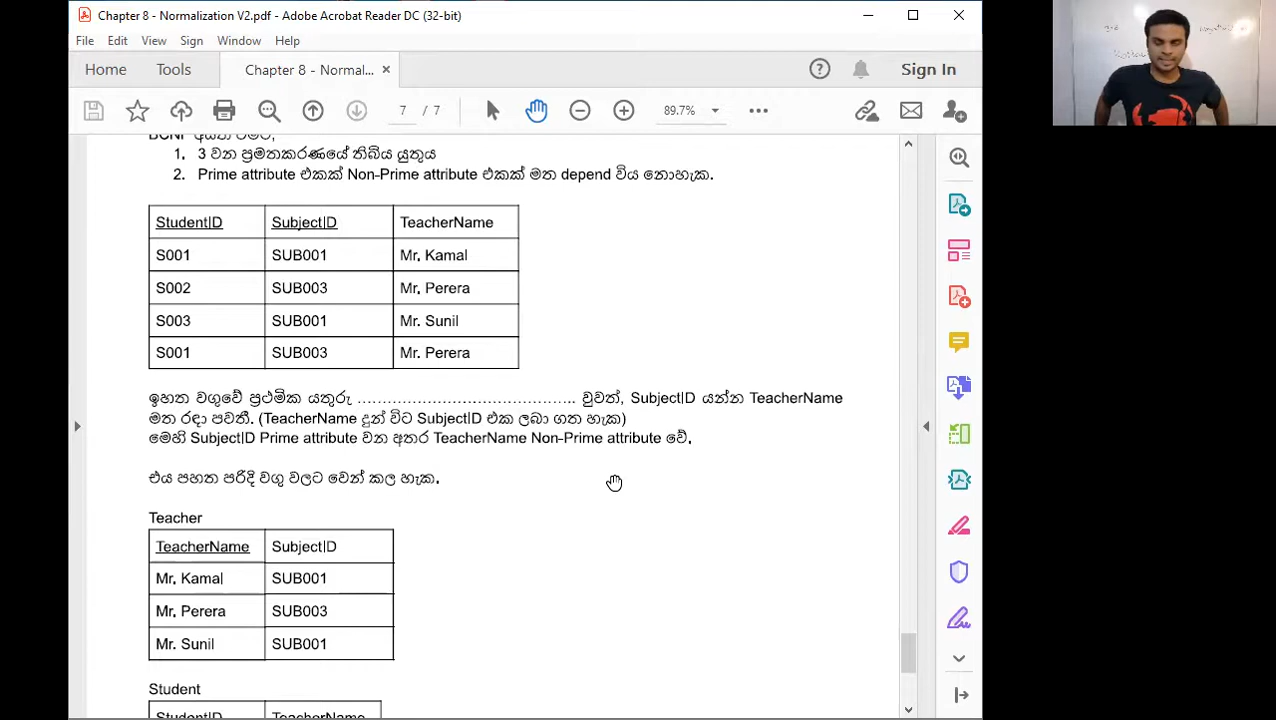 Chapter 8 - Normalization V2.pdf - Adobe Acrobat Reader DC (32-bit)
File Edit View Sign Window Help
Home Tools Chapter 8 - Normal... × Sign In
7 / 7 89.7%
BCNF
1. 3 වන ප්‍රමතකරණයේ තිබිය යුතුය
2. Prime attribute එකක් Non-Prime attribute එකක් මත depend විය නොහැක.
StudentID SubjectID TeacherName
S001 SUB001 Mr. Kamal
S002 SUB003 Mr. Perera
S003 SUB001 Mr. Sunil
S001 SUB003 Mr. Perera
ඉහත වගුවේ ප්‍රථමික යතුරු ………………………………….. වුවත්, SubjectID යන්න TeacherName
මත රඳා පවතී. (TeacherName දුන් විට SubjectID එක ලබා ගත හැක)
මෙහි SubjectID Prime attribute වන අතර TeacherName Non-Prime attribute වේ.
එය පහත පරිදි වගු වලට වෙන් කල හැක.
Teacher
TeacherName SubjectID
Mr. Kamal SUB001
Mr. Perera SUB003
Mr. Sunil SUB001
Student
StudentID TeacherName